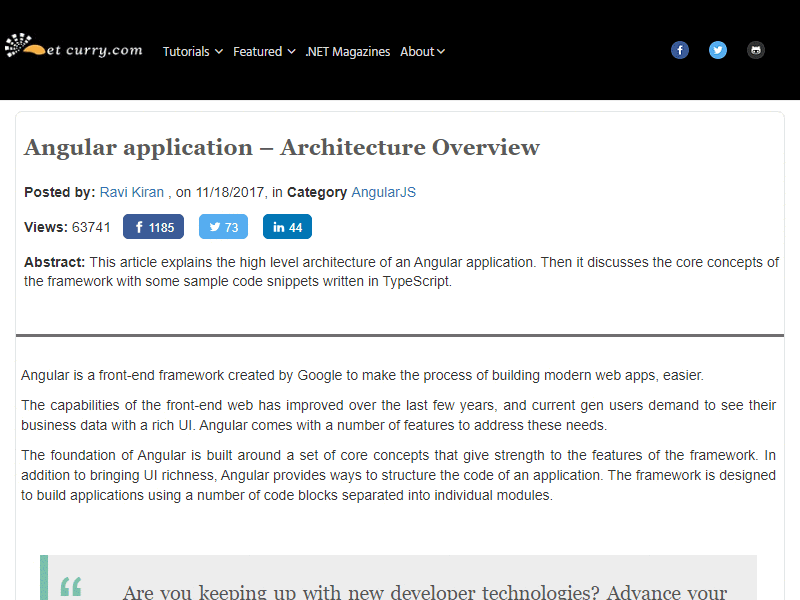 et curry.com Tutorials Featured .NET Magazines About
Angular application – Architecture Overview
Posted by: Ravi Kiran , on 11/18/2017, in Category AngularJS
Views: 63741 1185 73 44
Abstract: This article explains the high level architecture of an Angular application. Then it discusses the core concepts of
the framework with some sample code snippets written in TypeScript.
Angular is a front-end framework created by Google to make the process of building modern web apps, easier.
The capabilities of the front-end web has improved over the last few years, and current gen users demand to see their
business data with a rich UI. Angular comes with a number of features to address these needs.
The foundation of Angular is built around a set of core concepts that give strength to the features of the framework. In
addition to bringing UI richness, Angular provides ways to structure the code of an application. The framework is designed
to build applications using a number of code blocks separated into individual modules.
“ Are you keeping up with new developer technologies? Advance your